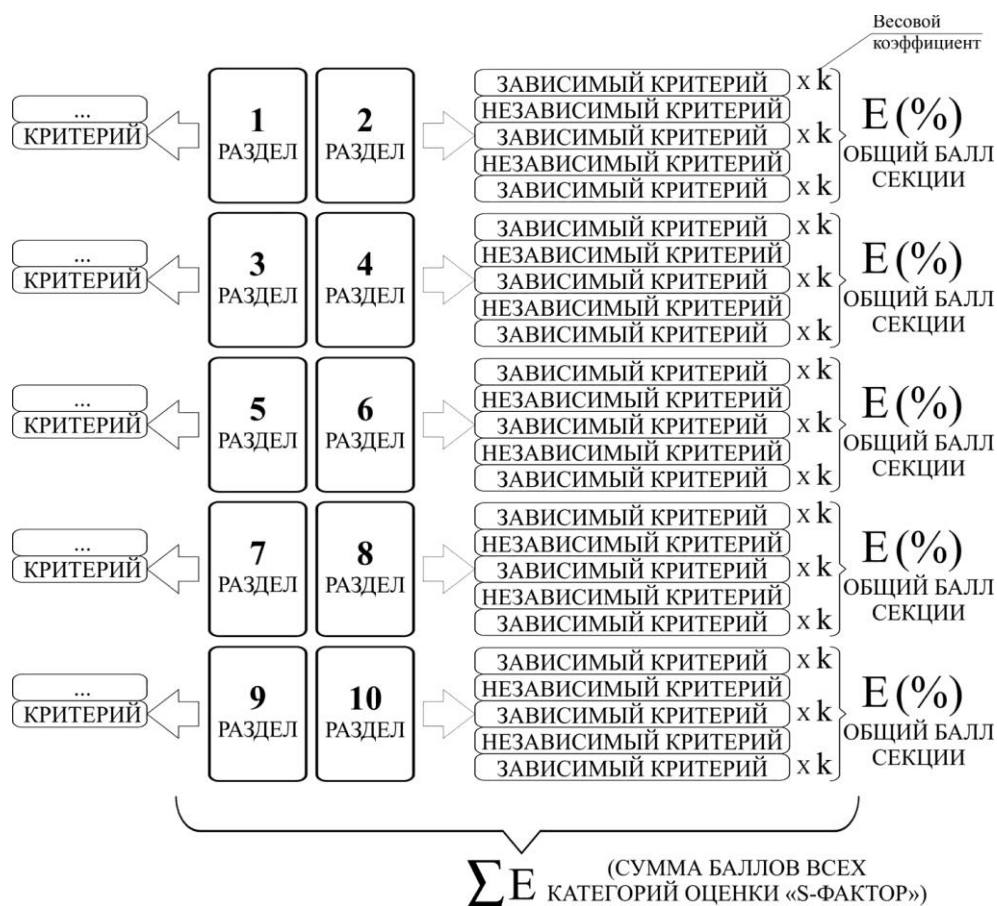 Весовой
коэффициент
...
КРИТЕРИЙ
1
РАЗДЕЛ
2
РАЗДЕЛ
ЗАВИСИМЫЙ КРИТЕРИЙ x k
НЕЗАВИСИМЫЙ КРИТЕРИЙ
ЗАВИСИМЫЙ КРИТЕРИЙ x k
НЕЗАВИСИМЫЙ КРИТЕРИЙ
ЗАВИСИМЫЙ КРИТЕРИЙ x k
E (%)
ОБЩИЙ БАЛЛ
СЕКЦИИ
...
КРИТЕРИЙ
3
РАЗДЕЛ
4
РАЗДЕЛ
ЗАВИСИМЫЙ КРИТЕРИЙ x k
НЕЗАВИСИМЫЙ КРИТЕРИЙ
ЗАВИСИМЫЙ КРИТЕРИЙ x k
НЕЗАВИСИМЫЙ КРИТЕРИЙ
ЗАВИСИМЫЙ КРИТЕРИЙ x k
E (%)
ОБЩИЙ БАЛЛ
СЕКЦИИ
...
КРИТЕРИЙ
5
РАЗДЕЛ
6
РАЗДЕЛ
ЗАВИСИМЫЙ КРИТЕРИЙ x k
НЕЗАВИСИМЫЙ КРИТЕРИЙ
ЗАВИСИМЫЙ КРИТЕРИЙ x k
НЕЗАВИСИМЫЙ КРИТЕРИЙ
ЗАВИСИМЫЙ КРИТЕРИЙ x k
E (%)
ОБЩИЙ БАЛЛ
СЕКЦИИ
...
КРИТЕРИЙ
7
РАЗДЕЛ
8
РАЗДЕЛ
ЗАВИСИМЫЙ КРИТЕРИЙ x k
НЕЗАВИСИМЫЙ КРИТЕРИЙ
ЗАВИСИМЫЙ КРИТЕРИЙ x k
НЕЗАВИСИМЫЙ КРИТЕРИЙ
ЗАВИСИМЫЙ КРИТЕРИЙ x k
E (%)
ОБЩИЙ БАЛЛ
СЕКЦИИ
...
КРИТЕРИЙ
9
РАЗДЕЛ
10
РАЗДЕЛ
ЗАВИСИМЫЙ КРИТЕРИЙ x k
НЕЗАВИСИМЫЙ КРИТЕРИЙ
ЗАВИСИМЫЙ КРИТЕРИЙ x k
НЕЗАВИСИМЫЙ КРИТЕРИЙ
ЗАВИСИМЫЙ КРИТЕРИЙ x k
E (%)
ОБЩИЙ БАЛЛ
СЕКЦИИ
∑E
(СУММА БАЛЛОВ ВСЕХ
КАТЕГОРИЙ ОЦЕНКИ «S-ФАКТОР»)